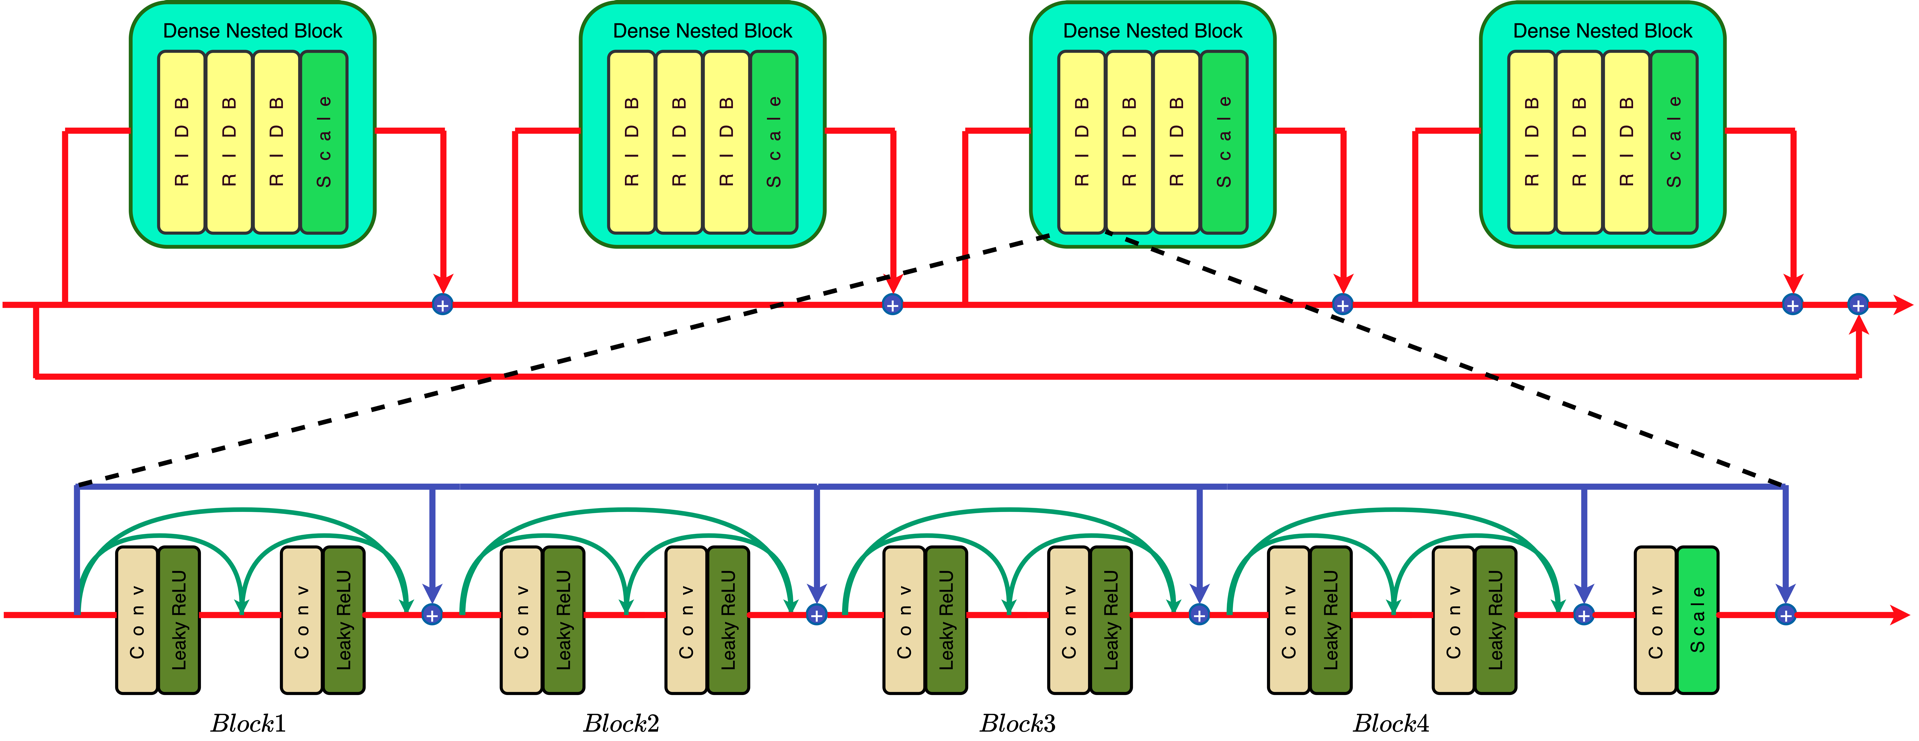 Dense Nested Block
RIDB
RIDB
RIDB
Scale
Dense Nested Block
RIDB
RIDB
RIDB
Scale
Dense Nested Block
RIDB
RIDB
RIDB
Scale
Dense Nested Block
RIDB
RIDB
RIDB
Scale
+
+
+
+
+
Conv
Leaky ReLU
Conv
Leaky ReLU
+
Conv
Leaky ReLU
Conv
Leaky ReLU
+
Conv
Leaky ReLU
Conv
Leaky ReLU
+
Conv
Leaky ReLU
Conv
Leaky ReLU
+
Conv
Scale
+
Block1
Block2
Block3
Block4